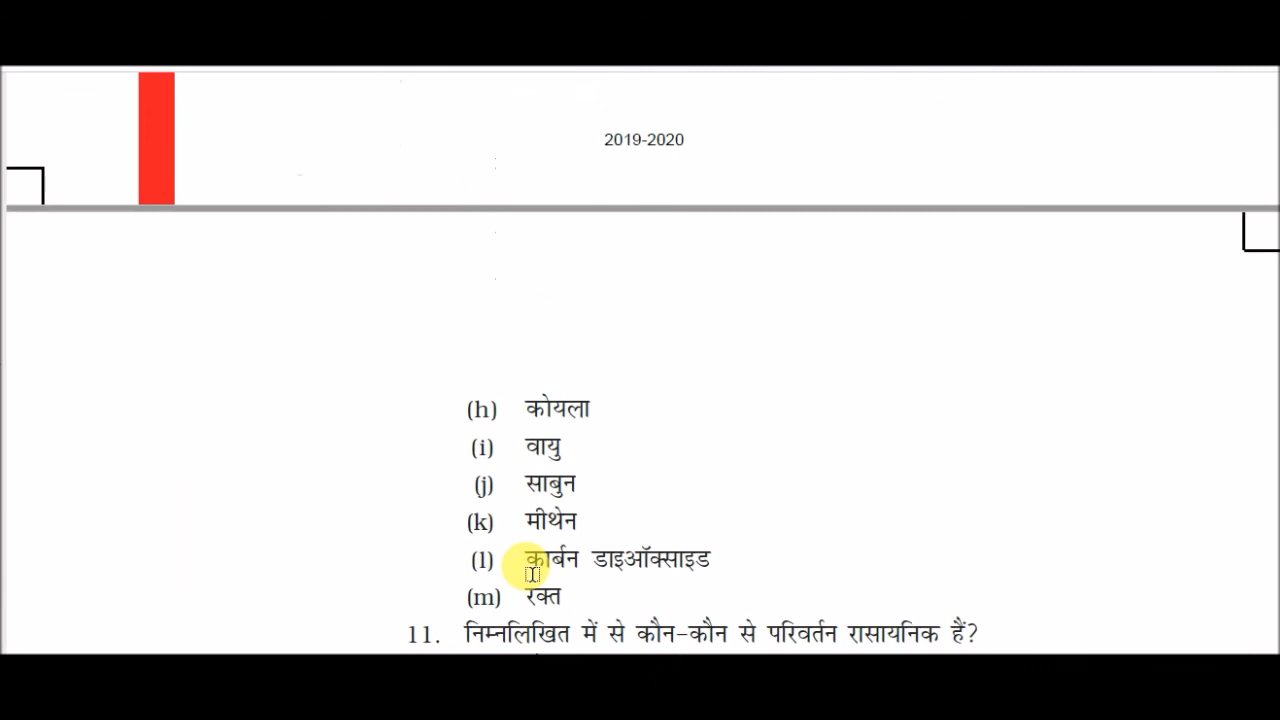 2019-2020
(h) कोयला
(i) वायु
(j) साबुन
(k) मीथेन
(l) कार्बन डाइऑक्साइड
(m) रक्त
11. निम्नलिखित में से कौन-कौन से परिवर्तन रासायनिक हैं?